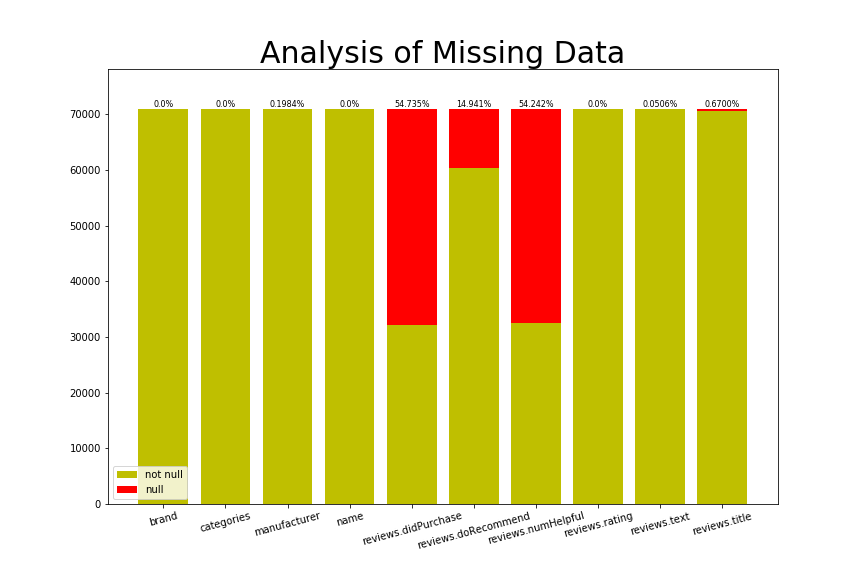 Analysis of Missing Data
0.0% 0.0% 0.1984% 0.0% 54.735% 14.941% 54.242% 0.0% 0.0506% 0.6700%
70000
60000
50000
40000
30000
20000
10000
0
not null
null
brand categories manufacturer name reviews.didPurchase reviews.doRecommend reviews.numHelpful reviews.rating reviews.text reviews.title